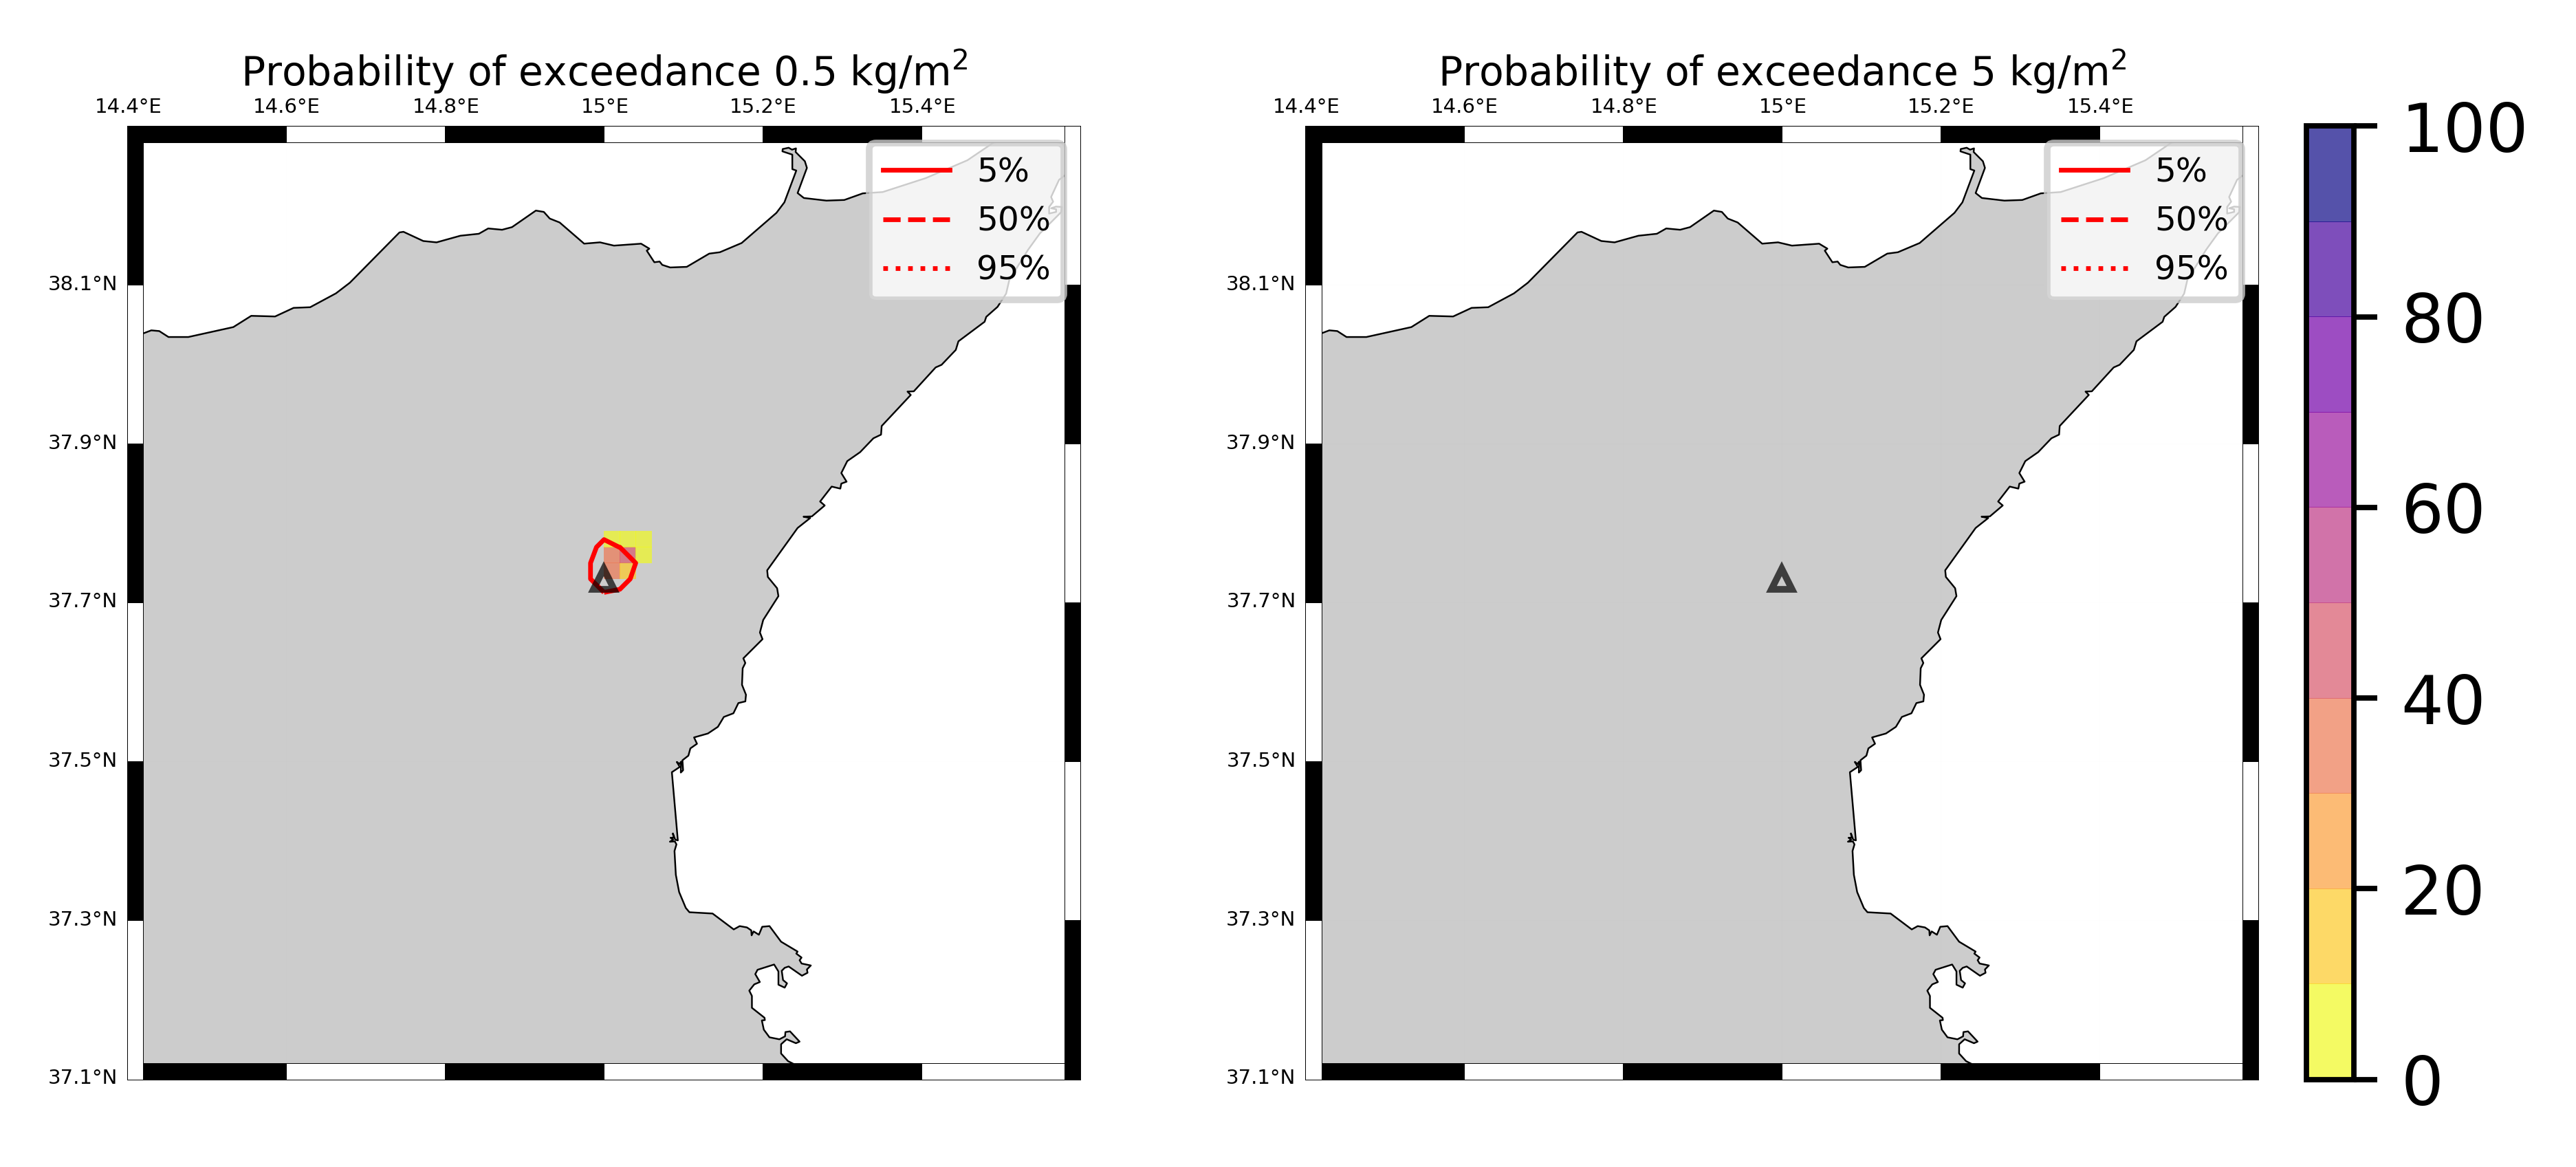 Probability of exceedance 0.5 kg/m²
14.4°E 14.6°E 14.8°E 15°E 15.2°E 15.4°E
5%
50%
95%
38.1°N
37.9°N
37.7°N
37.5°N
37.3°N
37.1°N
Probability of exceedance 5 kg/m²
14.4°E 14.6°E 14.8°E 15°E 15.2°E 15.4°E
5%
50%
95%
38.1°N
37.9°N
37.7°N
37.5°N
37.3°N
37.1°N
100
80
60
40
20
0